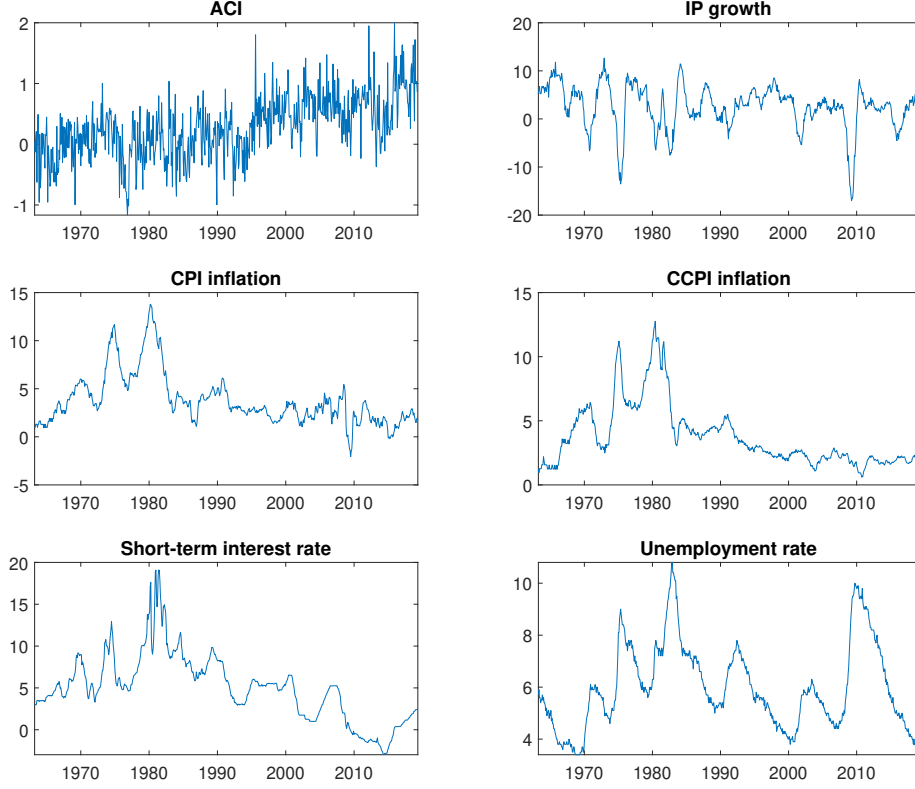 ACI
2
1
0
-1
1970 1980 1990 2000 2010
IP growth
20
10
0
-10
-20
1970 1980 1990 2000 2010
CPI inflation
15
10
5
0
-5
1970 1980 1990 2000 2010
CCPI inflation
15
10
5
0
1970 1980 1990 2000 2010
Short-term interest rate
20
15
10
5
0
1970 1980 1990 2000 2010
Unemployment rate
10
8
6
4
1970 1980 1990 2000 2010